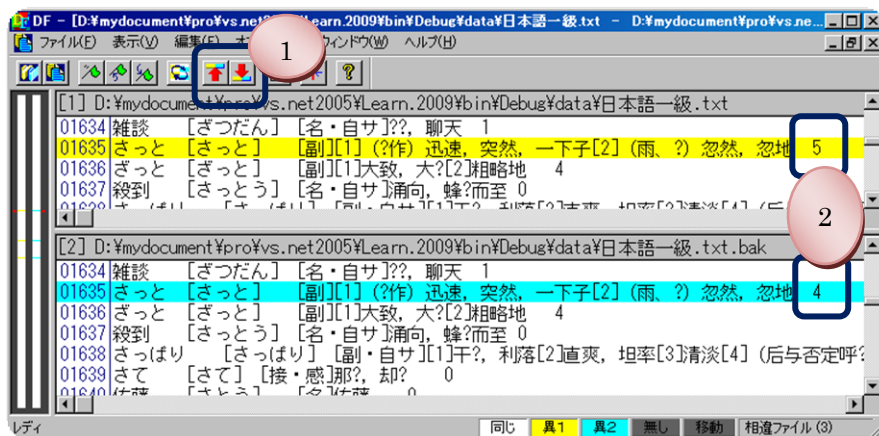 DF - [D:¥mydocument¥pro¥vs.net2005¥Learn.2009¥bin¥Debug¥data¥日本語一級.txt - D:¥mydocument¥pro¥vs.ne...
ファイル(F) 表示(V) 編集(E) ウィンドウ(W) ヘルプ(H)
1
[1] D:¥mydocument¥pro¥vs.net2005¥Learn.2009¥bin¥Debug¥data¥日本語一級.txt
01634 雑談 [ざつだん] [名・自サ]??, 聊天 1
01635 さっと [さっと] [副][1] (?作) 迅速, 突然, 一下子[2] (雨、?) 忽然, 忽地 5
01636 ざっと [ざっと] [副][1]大致, 大?[2]粗略地 4
01637 殺到 [さっとう] [名・自サ]涌向, 蜂?而至 0
2
[2] D:¥mydocument¥pro¥vs.net2005¥Learn.2009¥bin¥Debug¥data¥日本語一級.txt.bak
01634 雑談 [ざつだん] [名・自サ]??, 聊天 1
01635 さっと [さっと] [副][1] (?作) 迅速, 突然, 一下子[2] (雨、?) 忽然, 忽地 4
01636 ざっと [ざっと] [副][1]大致, 大?[2]粗略地 4
01637 殺到 [さっとう] [名・自サ]涌向, 蜂?而至 0
01638 さっぱり [さっぱり] [副・自サ][1]干?, 利落[2]直爽, 坦率[3]清淡[4] (后与否定呼?
01639 さて [さて] [接・感]那?, 却? 0
レディ 同じ 異1 異2 無し 移動 相違ファイル (3)